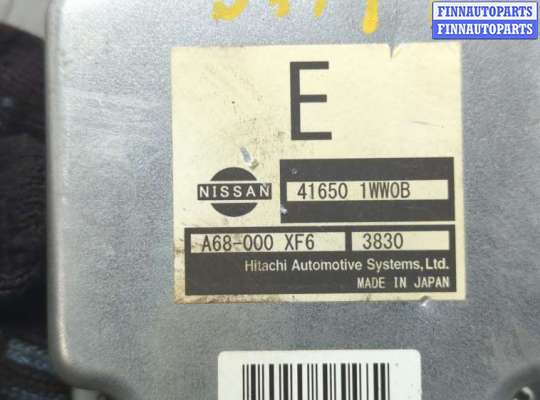 FINNAUTOPARTS
FINNAUTOPARTS
E
NISSAN
41650 1WW0B
A68-000 XF6 3830
Hitachi Automotive Systems, Ltd.
MADE IN JAPAN